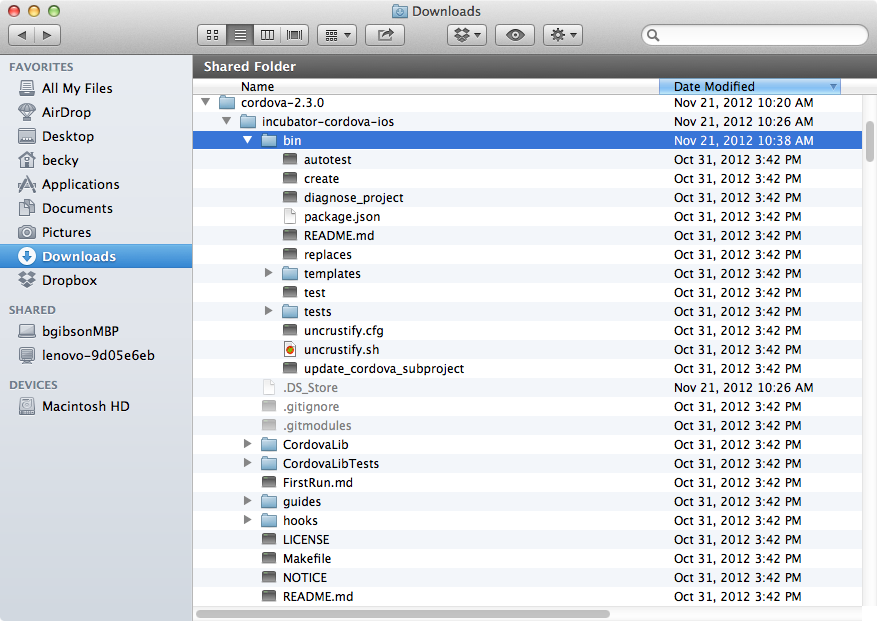 Downloads
FAVORITES
All My Files
AirDrop
Desktop
becky
Applications
Documents
Pictures
Downloads
Dropbox
SHARED
bgibsonMBP
lenovo-9d05e6eb
DEVICES
Macintosh HD
Shared Folder
Name Date Modified
cordova-2.3.0 Nov 21, 2012 10:20 AM
incubator-cordova-ios Nov 21, 2012 10:26 AM
bin Nov 21, 2012 10:38 AM
autotest Oct 31, 2012 3:42 PM
create Oct 31, 2012 3:42 PM
diagnose_project Oct 31, 2012 3:42 PM
package.json Oct 31, 2012 3:42 PM
README.md Oct 31, 2012 3:42 PM
replaces Oct 31, 2012 3:42 PM
templates Oct 31, 2012 3:42 PM
test Oct 31, 2012 3:42 PM
tests Oct 31, 2012 3:42 PM
uncrustify.cfg Oct 31, 2012 3:42 PM
uncrustify.sh Oct 31, 2012 3:42 PM
update_cordova_subproject Oct 31, 2012 3:42 PM
.DS_Store Nov 21, 2012 10:26 AM
.gitignore Oct 31, 2012 3:42 PM
.gitmodules Oct 31, 2012 3:42 PM
CordovaLib Oct 31, 2012 3:42 PM
CordovaLibTests Oct 31, 2012 3:42 PM
FirstRun.md Oct 31, 2012 3:42 PM
guides Oct 31, 2012 3:42 PM
hooks Oct 31, 2012 3:42 PM
LICENSE Oct 31, 2012 3:42 PM
Makefile Oct 31, 2012 3:42 PM
NOTICE Oct 31, 2012 3:42 PM
README.md Oct 31, 2012 3:42 PM